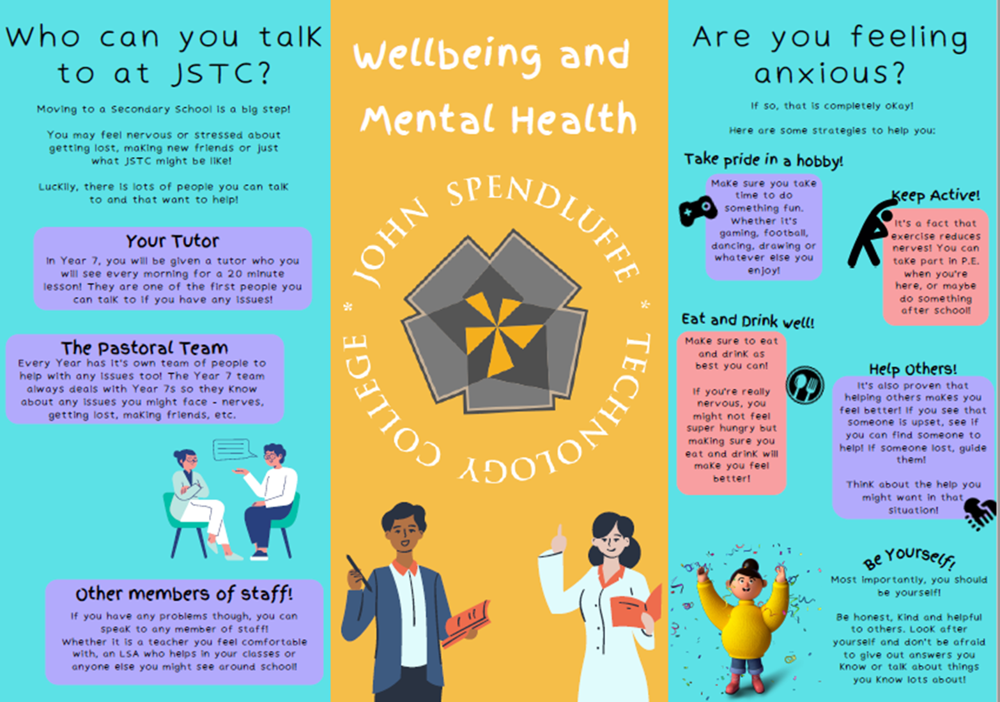 Who can you talk
to at JSTC?
Moving to a Secondary School is a big step!
You may feel nervous or stressed about
getting lost, making new friends or just
what JSTC might be like!
Luckily, there is lots of people you can talk
to and that want to help!
Your Tutor
In Year 7, you will be given a tutor who you
will see every morning for a 20 minute
lesson! They are one of the first people you
can talk to if you have any issues!
The Pastoral Team
Every Year has it's own team of people to
help with any issues too! The Year 7 team
always deals with Year 7s so they know
about any issues you might face - nerves,
getting lost, making friends, etc.
Other members of staff!
If you have any problems though, you can
speak to any member of staff!
Whether it is a teacher you feel comfortable
with, an LSA who helps in your classes or
anyone else you might see around school!
Wellbeing and
Mental Health
JOHN SPENDLUFFE * TECHNOLOGY COLLEGE *
Are you feeling
anxious?
If so, that is completely okay!
Here are some strategies to help you:
Take pride in a hobby!
Make sure you take
time to do
something fun.
Whether it's
gaming, football,
dancing, drawing or
whatever else you
enjoy!
Keep Active!
It's a fact that
exercise reduces
nerves! You can
take part in P.E.
when you're
here, or maybe
do something
after school!
Eat and Drink well!
Make sure to eat
and drink as
best you can!
If you're really
nervous, you
might not feel
super hungry but
making sure you
eat and drink will
make you feel
better!
Help Others!
It's also proven that
helping others makes you
feel better! If you see that
someone is upset, see if
you can find someone to
help! If someone lost, guide
them!
Think about the help you
might want in that
situation!
Be Yourself!
Most importantly, you should
be yourself!
Be honest, kind and helpful
to others. Look after
yourself and don't be afraid
to give out answers you
know or talk about things
you know lots about!